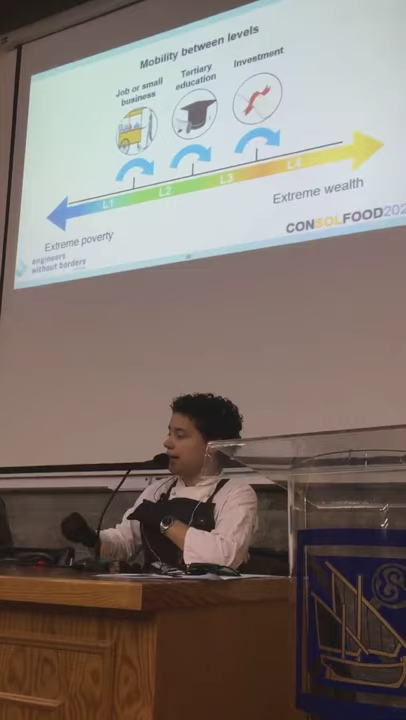 Mobility between levels
Job or small
business
Tertiary
education
Investment
L1
L2
L3
L4
Extreme poverty
Extreme wealth
engineers
without borders
CONSOLFOOD202